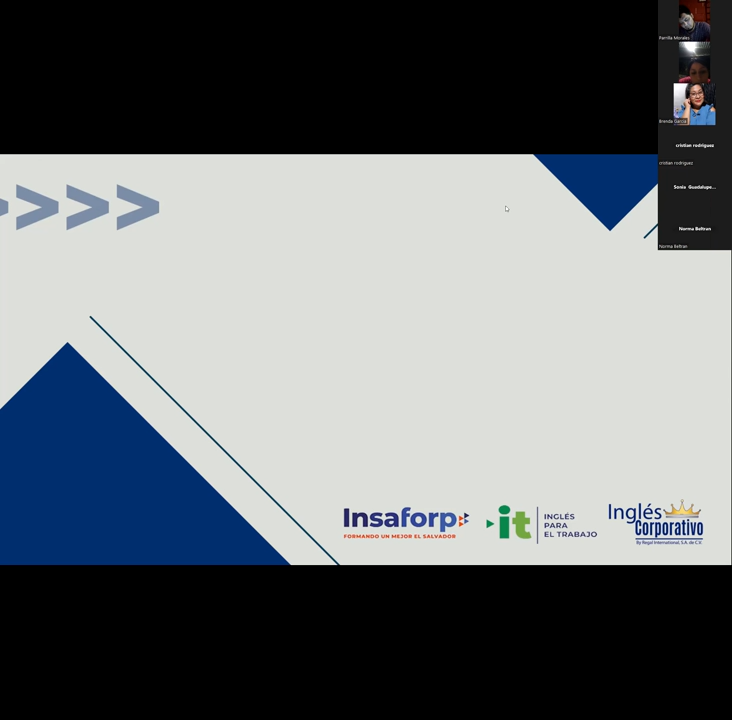 Parrilla Morales
Brenda Garcia
cristian rodriguez
cristian rodriguez
Sonia Guadalupe...
Norma Beltran
Norma Beltran
>>>>
Insaforp
FORMANDO UN MEJOR EL SALVADOR
it
INGLÉS
PARA
EL TRABAJO
Inglés
Corporativo
By Regal International, S.A. de C.V.